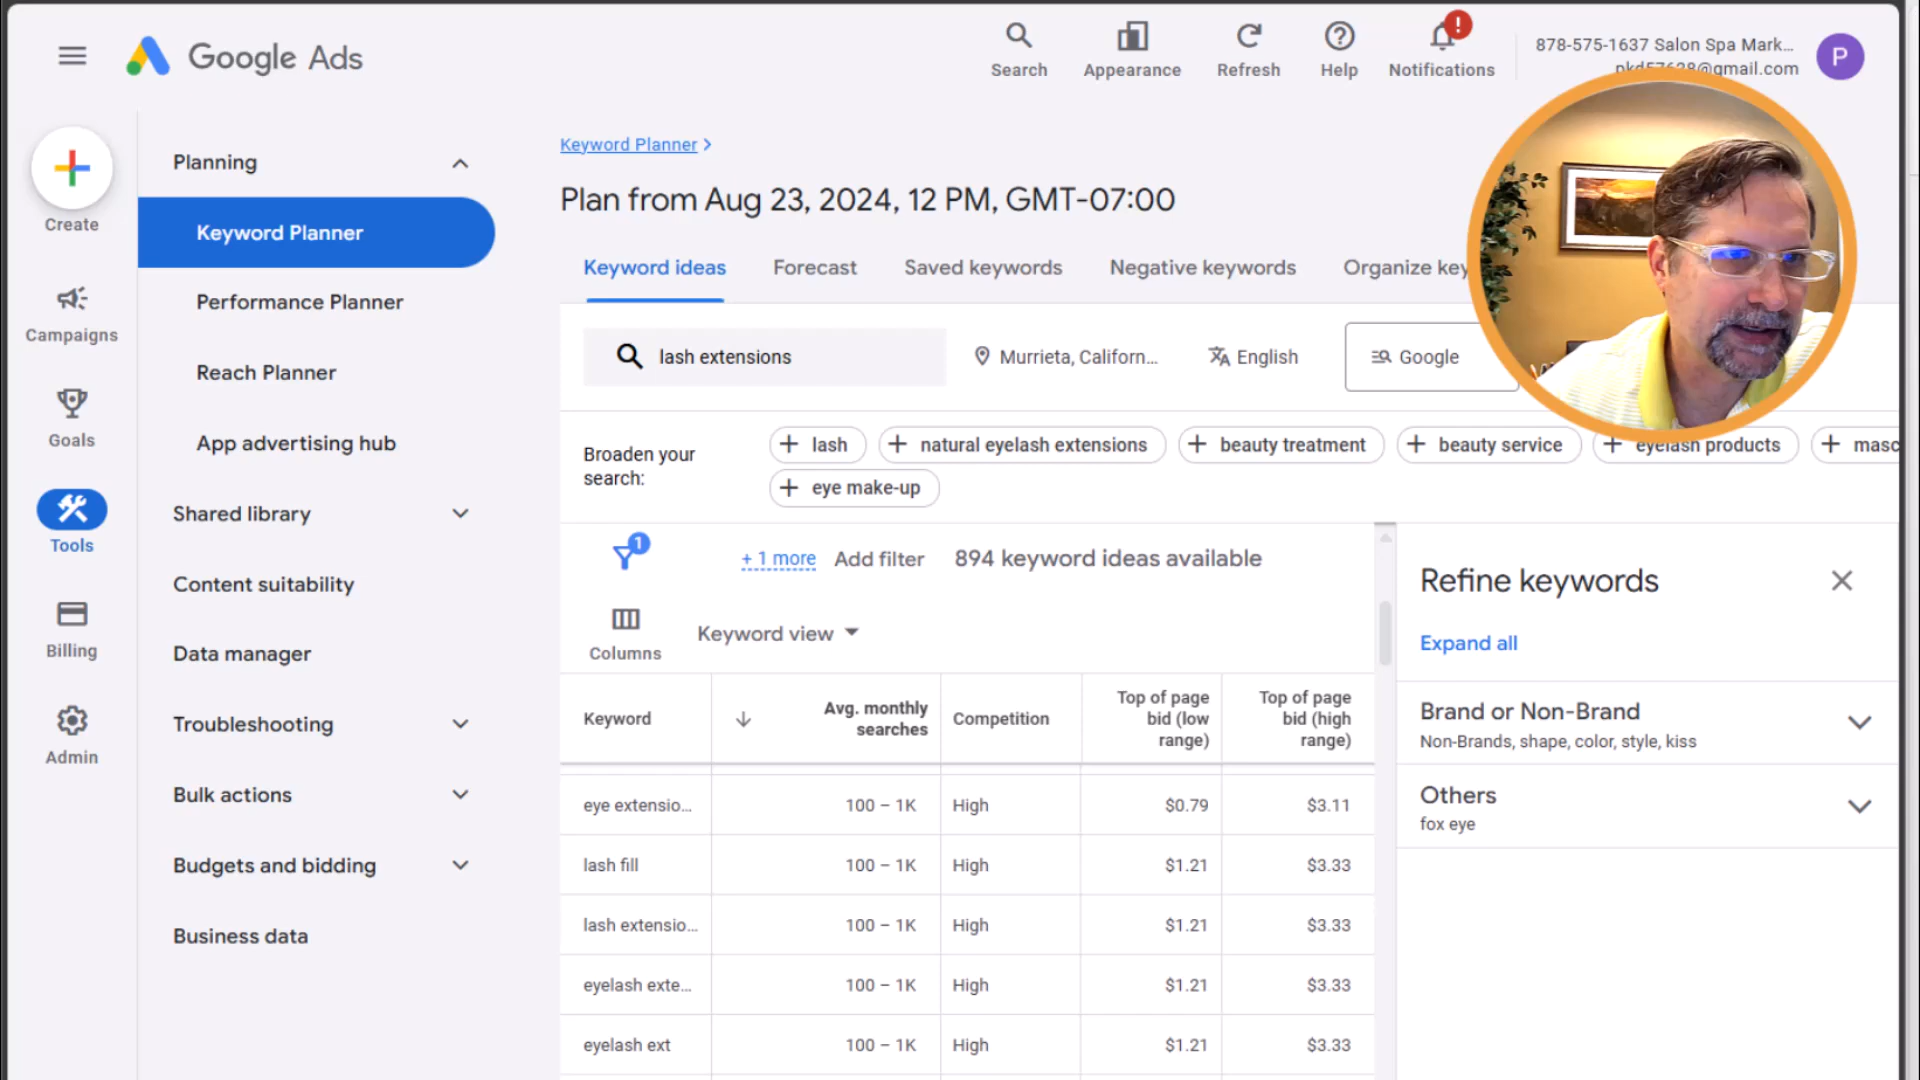 Google Ads
Search
Appearance
Refresh
Help
Notifications
!
878-575-1637 Salon Spa Mark...
P
Create
Campaigns
Goals
Tools
Billing
Admin
Planning
Keyword Planner
Performance Planner
Reach Planner
App advertising hub
Shared library
Content suitability
Data manager
Troubleshooting
Bulk actions
Budgets and bidding
Business data
Keyword Planner >
Plan from Aug 23, 2024, 12 PM, GMT-07:00
Keyword ideas Forecast Saved keywords Negative keywords Organize key
lash extensions Murrieta, Californ... English Google
Broaden your
search:
+ lash + natural eyelash extensions + beauty treatment + beauty service + eyelash products + masc
+ eye make-up
1 + 1 more Add filter 894 keyword ideas available
Columns Keyword view
Keyword Avg. monthly searches Competition Top of page bid (low range) Top of page bid (high range)
eye extensio... 100 – 1K High $0.79 $3.11
lash fill 100 – 1K High $1.21 $3.33
lash extensio... 100 – 1K High $1.21 $3.33
eyelash exte... 100 – 1K High $1.21 $3.33
eyelash ext 100 – 1K High $1.21 $3.33
Refine keywords
Expand all
Brand or Non-Brand
Non-Brands, shape, color, style, kiss
Others
fox eye